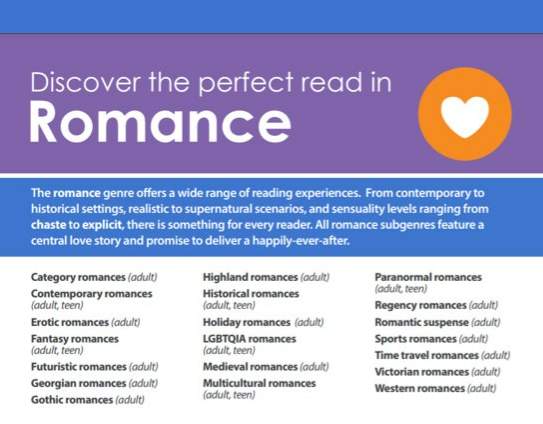 Discover the perfect read in
Romance
The romance genre offers a wide range of reading experiences. From contemporary to
historical settings, realistic to supernatural scenarios, and sensuality levels ranging from
chaste to explicit, there is something for every reader. All romance subgenres feature a
central love story and promise to deliver a happily-ever-after.
Category romances (adult)
Contemporary romances
(adult, teen)
Erotic romances (adult)
Fantasy romances
(adult, teen)
Futuristic romances (adult)
Georgian romances (adult)
Gothic romances (adult)
Highland romances (adult)
Historical romances
(adult, teen)
Holiday romances (adult)
LGBTQIA romances
(adult, teen)
Medieval romances (adult)
Multicultural romances
(adult, teen)
Paranormal romances
(adult, teen)
Regency romances (adult)
Romantic suspense (adult)
Sports romances (adult)
Time travel romances (adult)
Victorian romances (adult)
Western romances (adult)